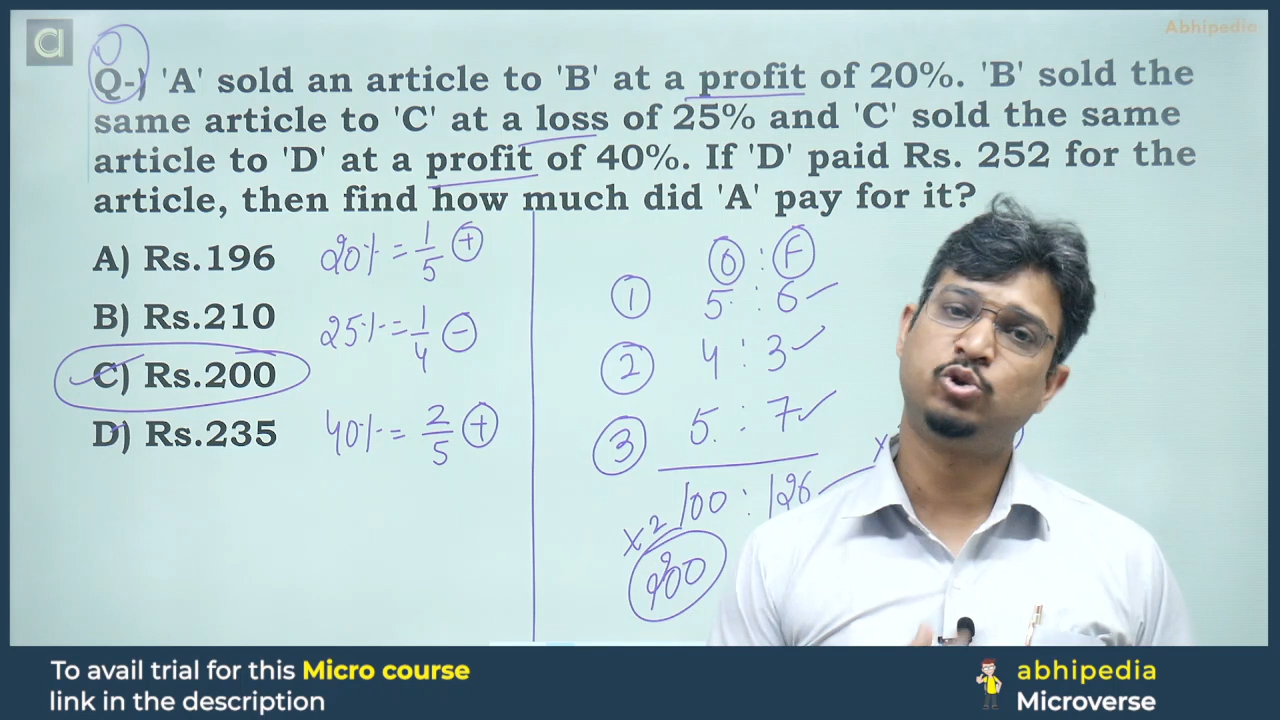 Abhipedia
Q-) 'A' sold an article to 'B' at a profit of 20%. 'B' sold the
same article to 'C' at a loss of 25% and 'C' sold the same
article to 'D' at a profit of 40%. If 'D' paid Rs. 252 for the
article, then find how much did 'A' pay for it?
A) Rs.196
B) Rs.210
C) Rs.200
D) Rs.235
20% = 1/5 +
25% = 1/4 -
40% = 2/5 +
O : F
1 5 : 6
2 4 : 3
3 5 : 7
100 : 126
x2
200
To avail trial for this Micro course
link in the description
abhipedia
Microverse